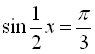 sin 1/2 x = π/3